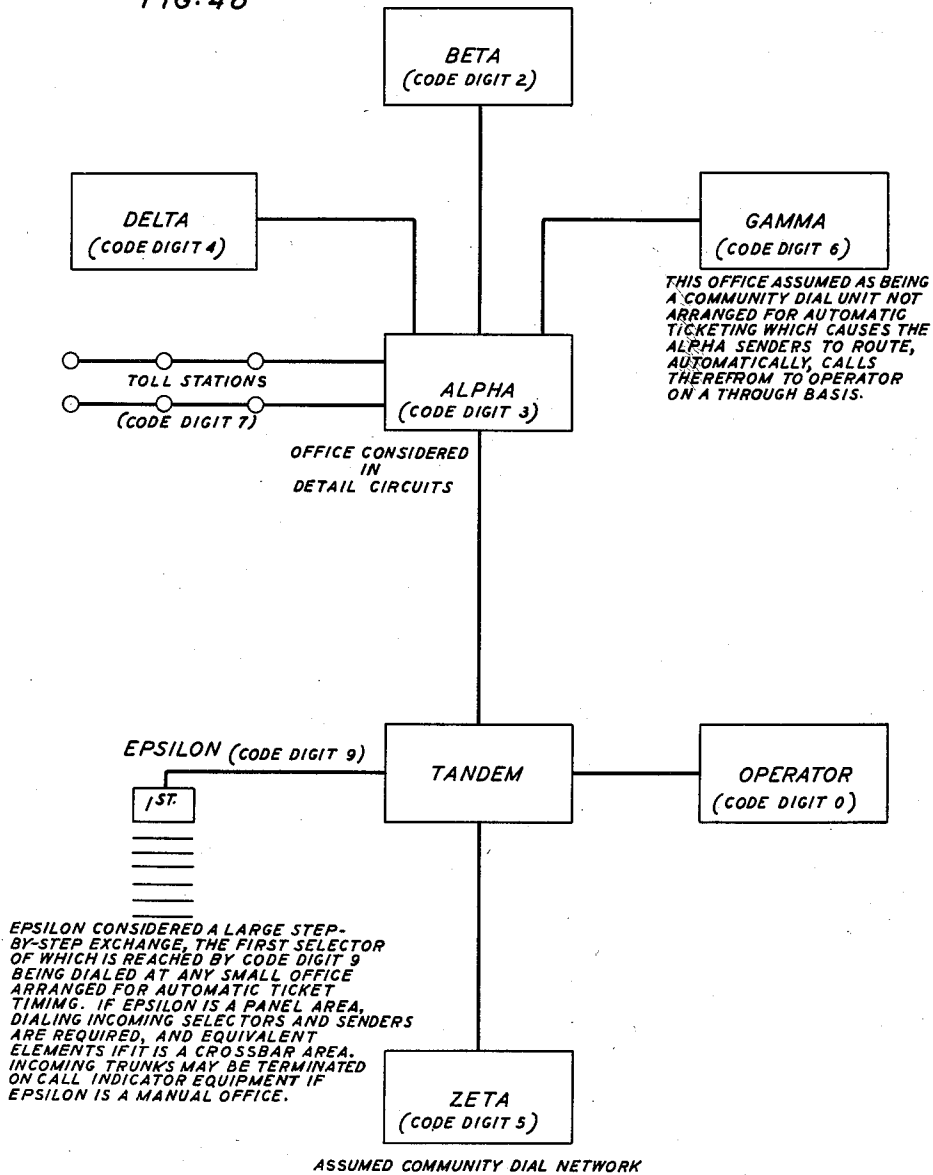 BETA
(CODE DIGIT 2)
DELTA
(CODE DIGIT 4)
GAMMA
(CODE DIGIT 6)
THIS OFFICE ASSUMED AS BEING
A COMMUNITY DIAL UNIT NOT
ARRANGED FOR AUTOMATIC
TICKETING WHICH CAUSES THE
ALPHA SENDERS TO ROUTE,
AUTOMATICALLY, CALLS
THEREFROM TO OPERATOR
ON A THROUGH BASIS.
TOLL STATIONS
(CODE DIGIT 7)
ALPHA
(CODE DIGIT 3)
OFFICE CONSIDERED
IN
DETAIL CIRCUITS
EPSILON (CODE DIGIT 9)
1ST.
TANDEM
OPERATOR
(CODE DIGIT 0)
EPSILON CONSIDERED A LARGE STEP-
BY-STEP EXCHANGE, THE FIRST SELECTOR
OF WHICH IS REACHED BY CODE DIGIT 9
BEING DIALED AT ANY SMALL OFFICE
ARRANGED FOR AUTOMATIC TICKET
TIMIMG. IF EPSILON IS A PANEL AREA,
DIALING INCOMING SELECTORS AND SENDERS
ARE REQUIRED, AND EQUIVALENT
ELEMENTS IF IT IS A CROSSBAR AREA.
INCOMING TRUNKS MAY BE TERMINATED
ON CALL INDICATOR EQUIPMENT IF
EPSILON IS A MANUAL OFFICE.
ZETA
(CODE DIGIT 5)
ASSUMED COMMUNITY DIAL NETWORK